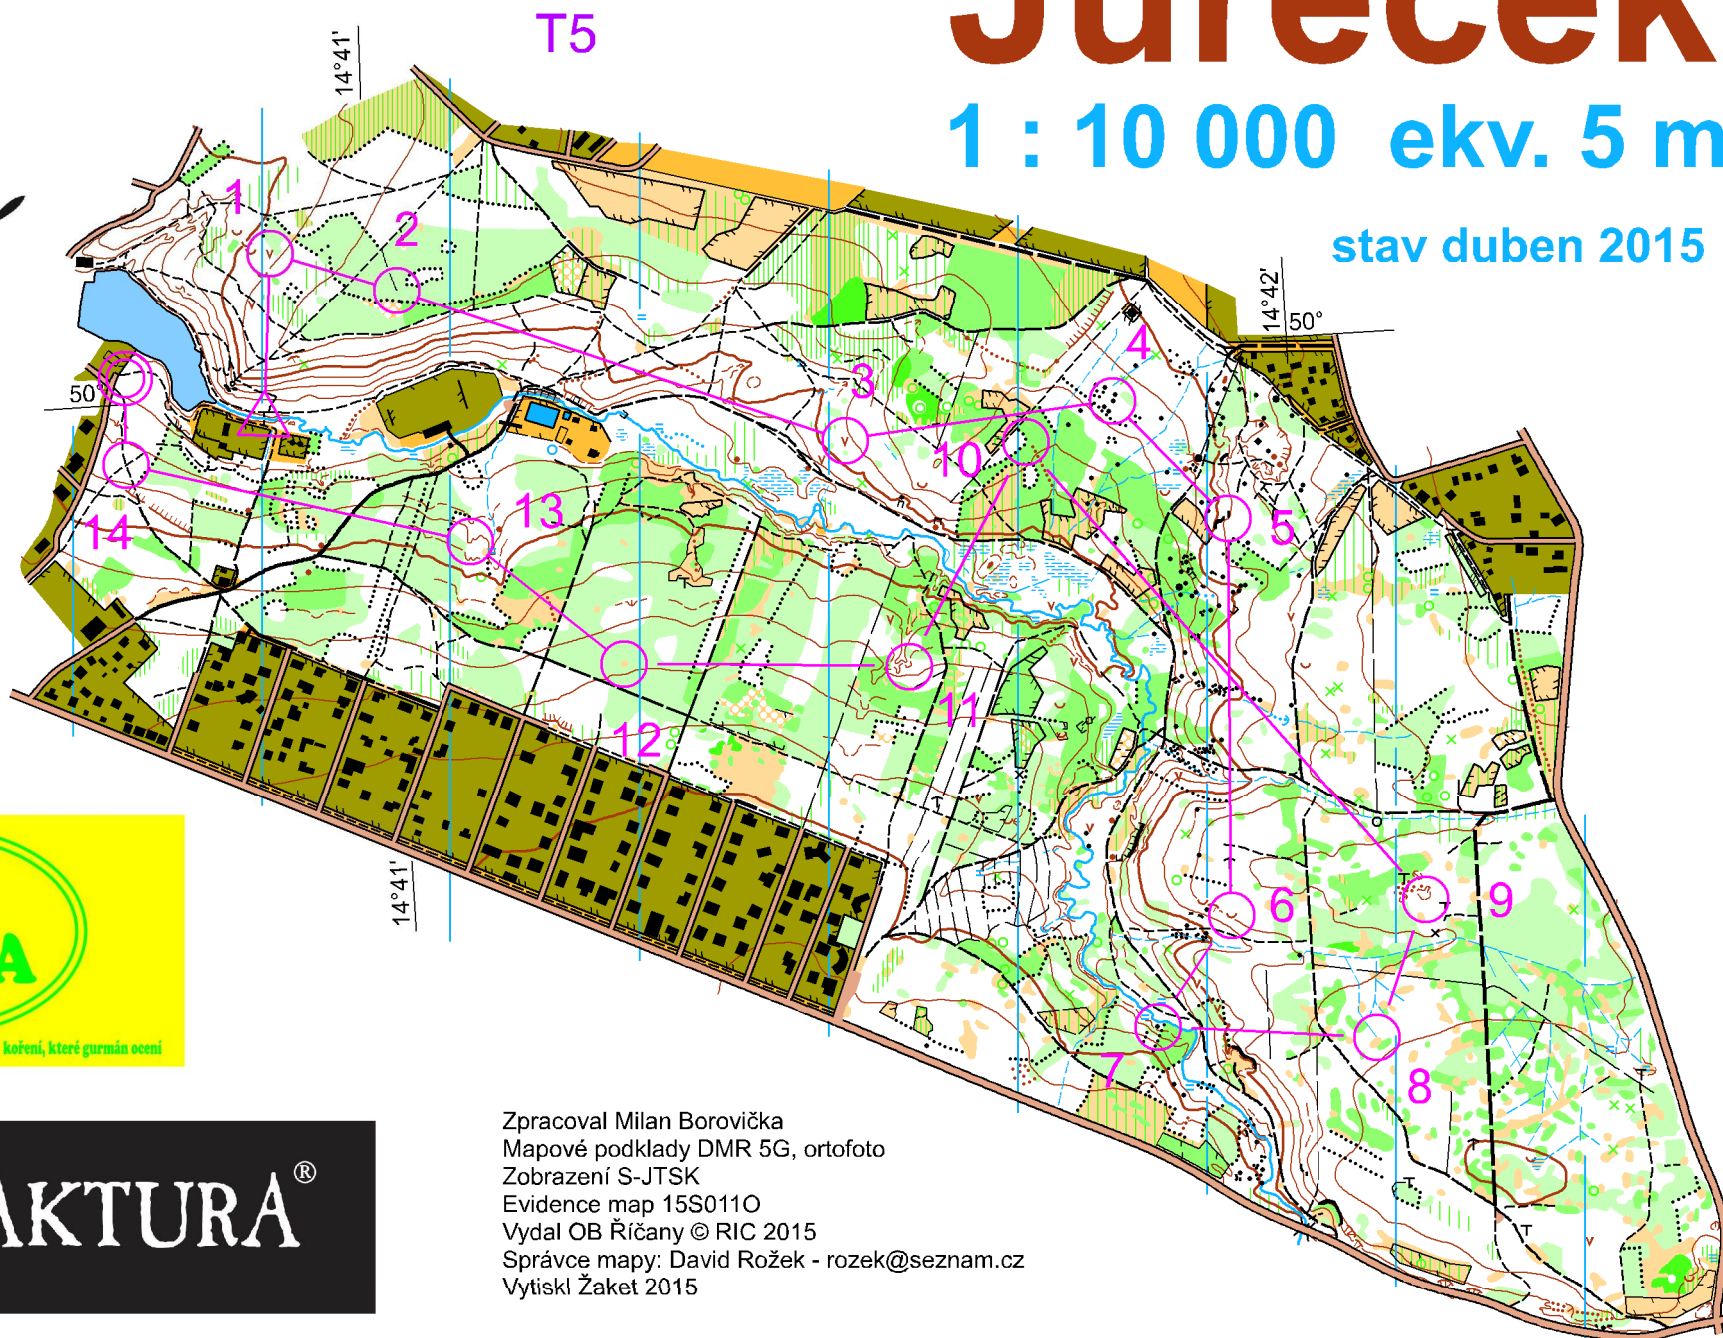 T5
Jureček
1 : 10 000 ekv. 5 m
stav duben 2015
14°41'
14°42'
50°
50
1
2
3
4
10
5
13
14
11
12
6
9
7
8
14°41'
A
koření, které gurmán ocení
AKTURA®
Zpracoval Milan Borovička
Mapové podklady DMR 5G, ortofoto
Zobrazení S-JTSK
Evidence map 15S011O
Vydal OB Říčany © RIC 2015
Správce mapy: David Rožek - rozek@seznam.cz
Vytiskl Žaket 2015